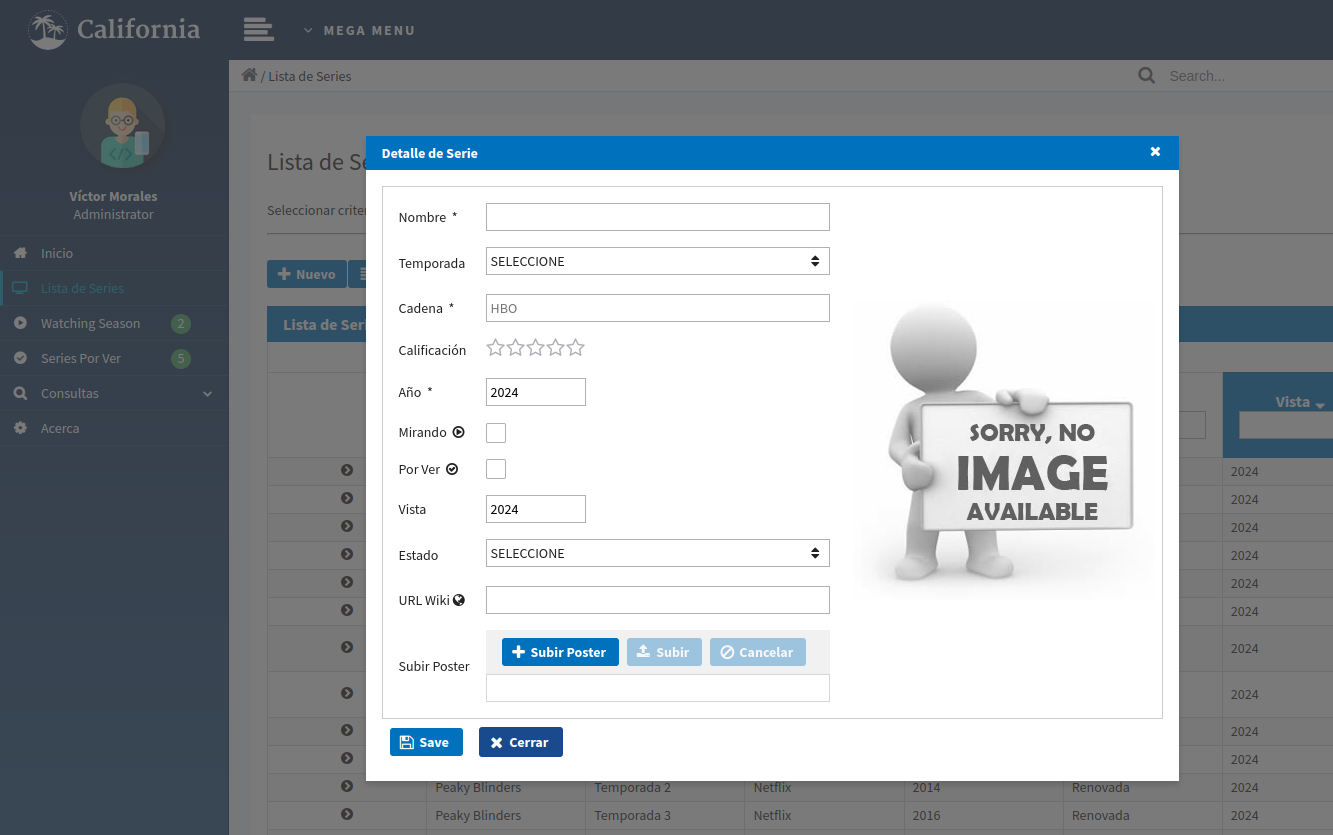 California
MEGA MENU
/ Lista de Series
Search...
Víctor Morales
Administrator
Inicio
Lista de Series
Watching Season 2
Series Por Ver 5
Consultas
Acerca
Lista de Se
Seleccionar criter
Nuevo
Lista de Seri
Vista
Detalle de Serie
Nombre *
Temporada SELECCIONE
Cadena * HBO
Calificación
Año * 2024
Mirando
Por Ver
Vista 2024
Estado SELECCIONE
URL Wiki
Subir Poster
Subir Poster Subir Cancelar
SORRY, NO
IMAGE
AVAILABLE
Save Cerrar
2024
2024
2024
2024
2024
2024
2024
2024
2024
2024
Peaky Blinders Temporada 2 Netflix 2014 Renovada 2024
Peaky Blinders Temporada 3 Netflix 2016 Renovada 2024